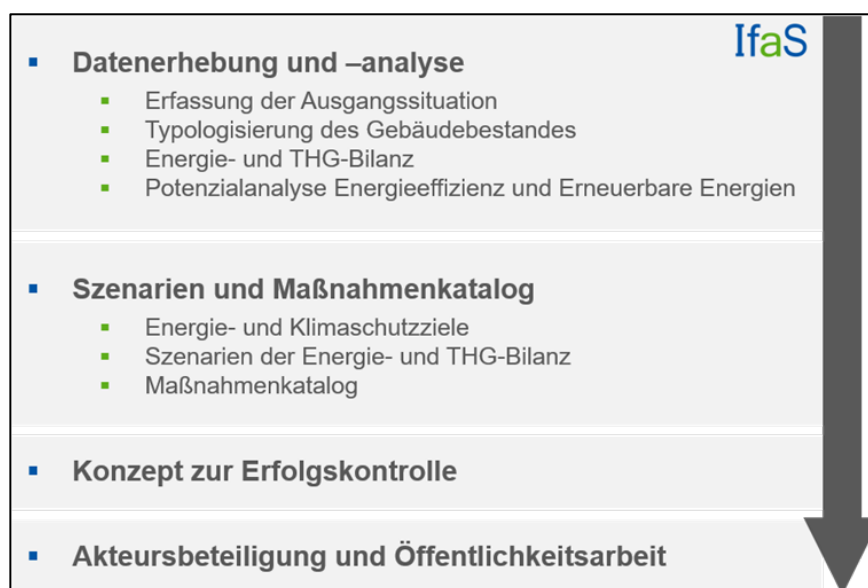 IfaS
Datenerhebung und –analyse
Erfassung der Ausgangssituation
Typologisierung des Gebäudebestandes
Energie- und THG-Bilanz
Potenzialanalyse Energieeffizienz und Erneuerbare Energien
Szenarien und Maßnahmenkatalog
Energie- und Klimaschutzziele
Szenarien der Energie- und THG-Bilanz
Maßnahmenkatalog
Konzept zur Erfolgskontrolle
Akteursbeteiligung und Öffentlichkeitsarbeit